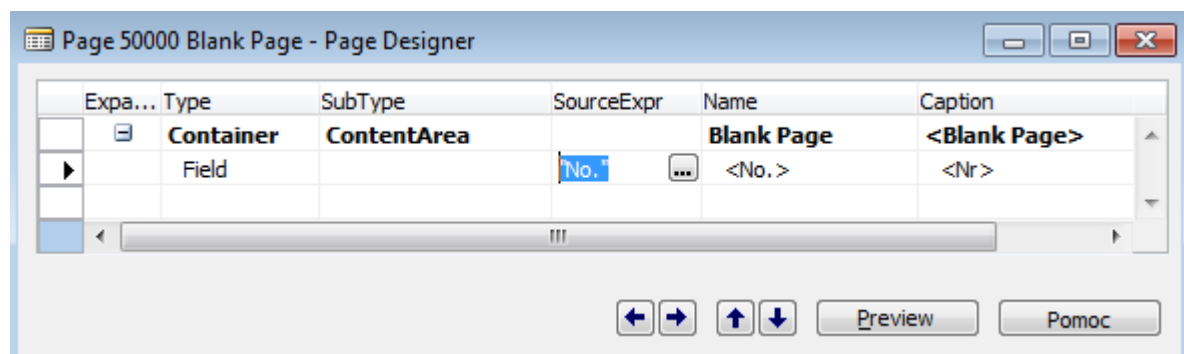 Page 50000 Blank Page - Page Designer
Expa... Type SubType SourceExpr Name Caption
Container ContentArea Blank Page <Blank Page>
Field "No." ... <No.> <Nr>
Preview Pomoc